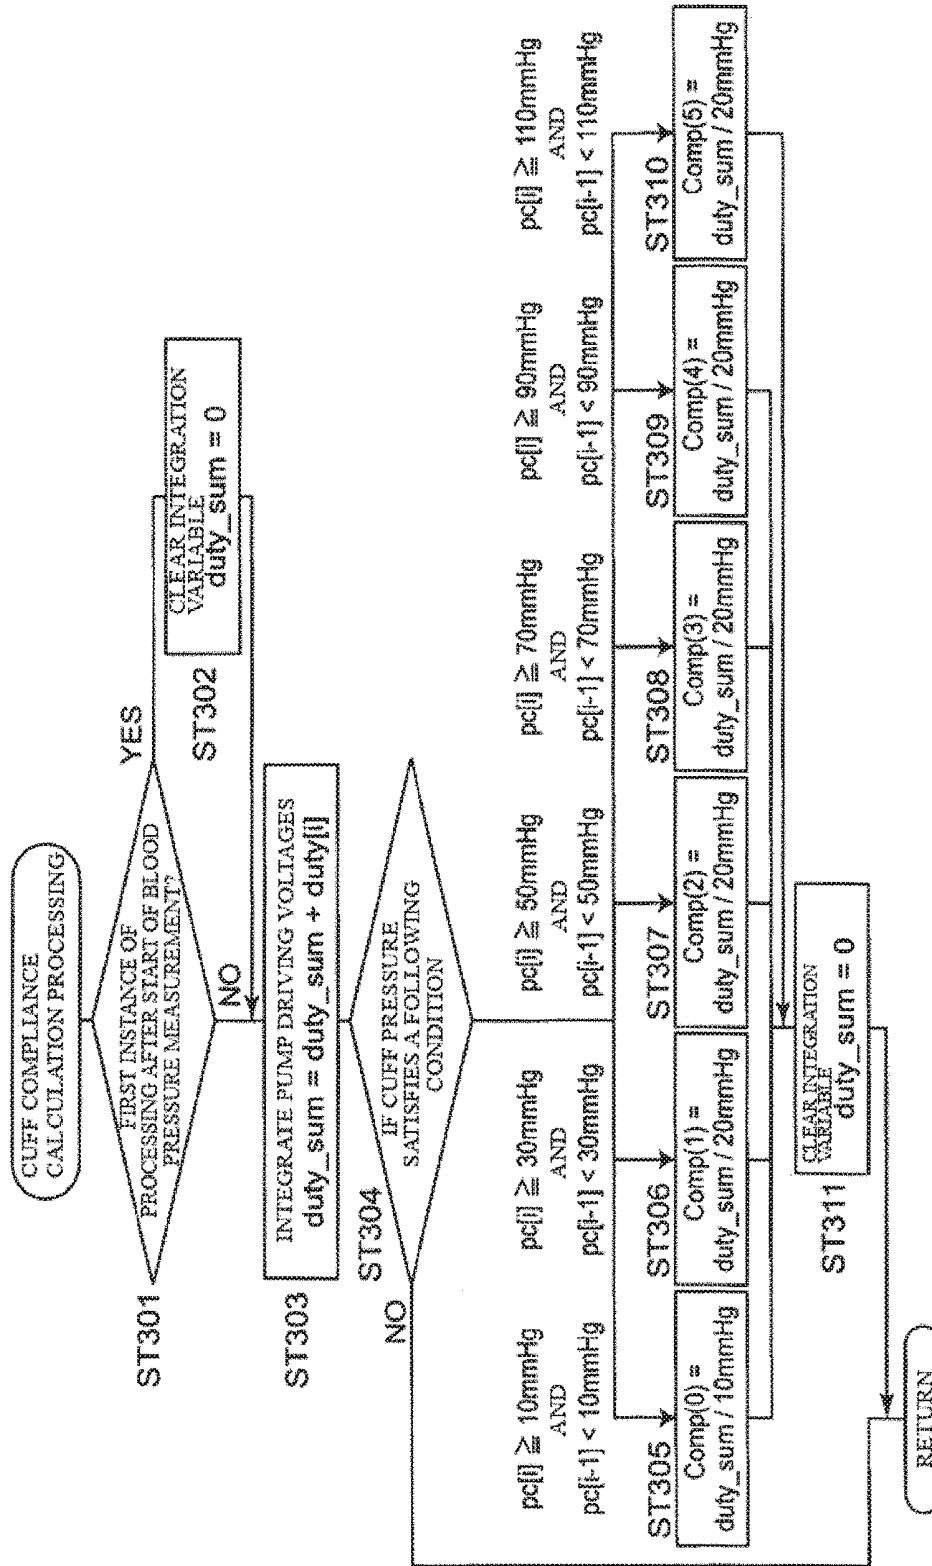 CUFF COMPLIANCE
CALCULATION PROCESSING
ST301
FIRST INSTANCE OF
PROCESSING AFTER START OF BLOOD
PRESSURE MEASUREMENT?
YES
NO
ST302
CLEAR INTEGRATION
VARIABLE
duty_sum = 0
ST303
INTEGRATE PUMP DRIVING VOLTAGES
duty_sum = duty_sum + duty[i]
ST304
IF CUFF PRESSURE
SATISFIES A FOLLOWING
CONDITION
NO
pc[i] ≧ 10mmHg
AND
pc[i-1] < 10mmHg
pc[i] ≧ 30mmHg
AND
pc[i-1] < 30mmHg
pc[i] ≧ 50mmHg
AND
pc[i-1] < 50mmHg
pc[i] ≧ 70mmHg
AND
pc[i-1] < 70mmHg
pc[i] ≧ 90mmHg
AND
pc[i-1] < 90mmHg
pc[i] ≧ 110mmHg
AND
pc[i-1] < 110mmHg
ST305
Comp(0) =
duty_sum / 10mmHg
ST306
Comp(1) =
duty_sum / 20mmHg
ST307
Comp(2) =
duty_sum / 20mmHg
ST308
Comp(3) =
duty_sum / 20mmHg
ST309
Comp(4) =
duty_sum / 20mmHg
ST310
Comp(5) =
duty_sum / 20mmHg
ST311
CLEAR INTEGRATION
VARIABLE
duty_sum = 0
RETURN